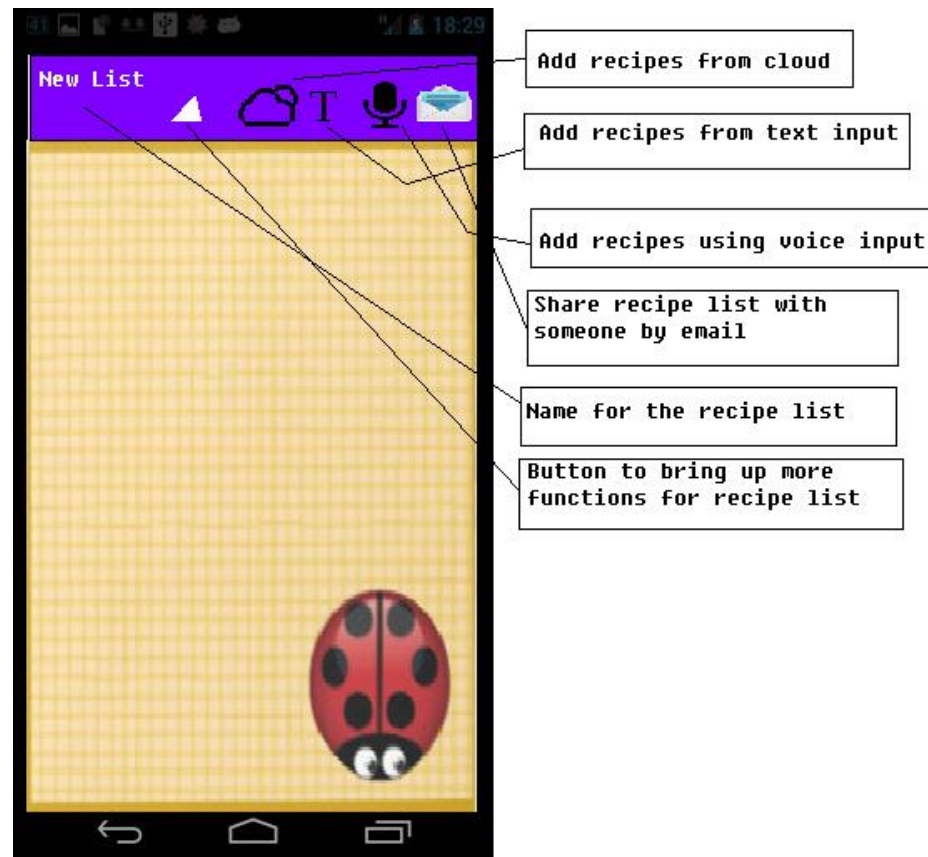 41
H
18:29
New List
T
Add recipes from cloud
Add recipes from text input
Add recipes using voice input
Share recipe list with
someone by email
Name for the recipe list
Button to bring up more
functions for recipe list